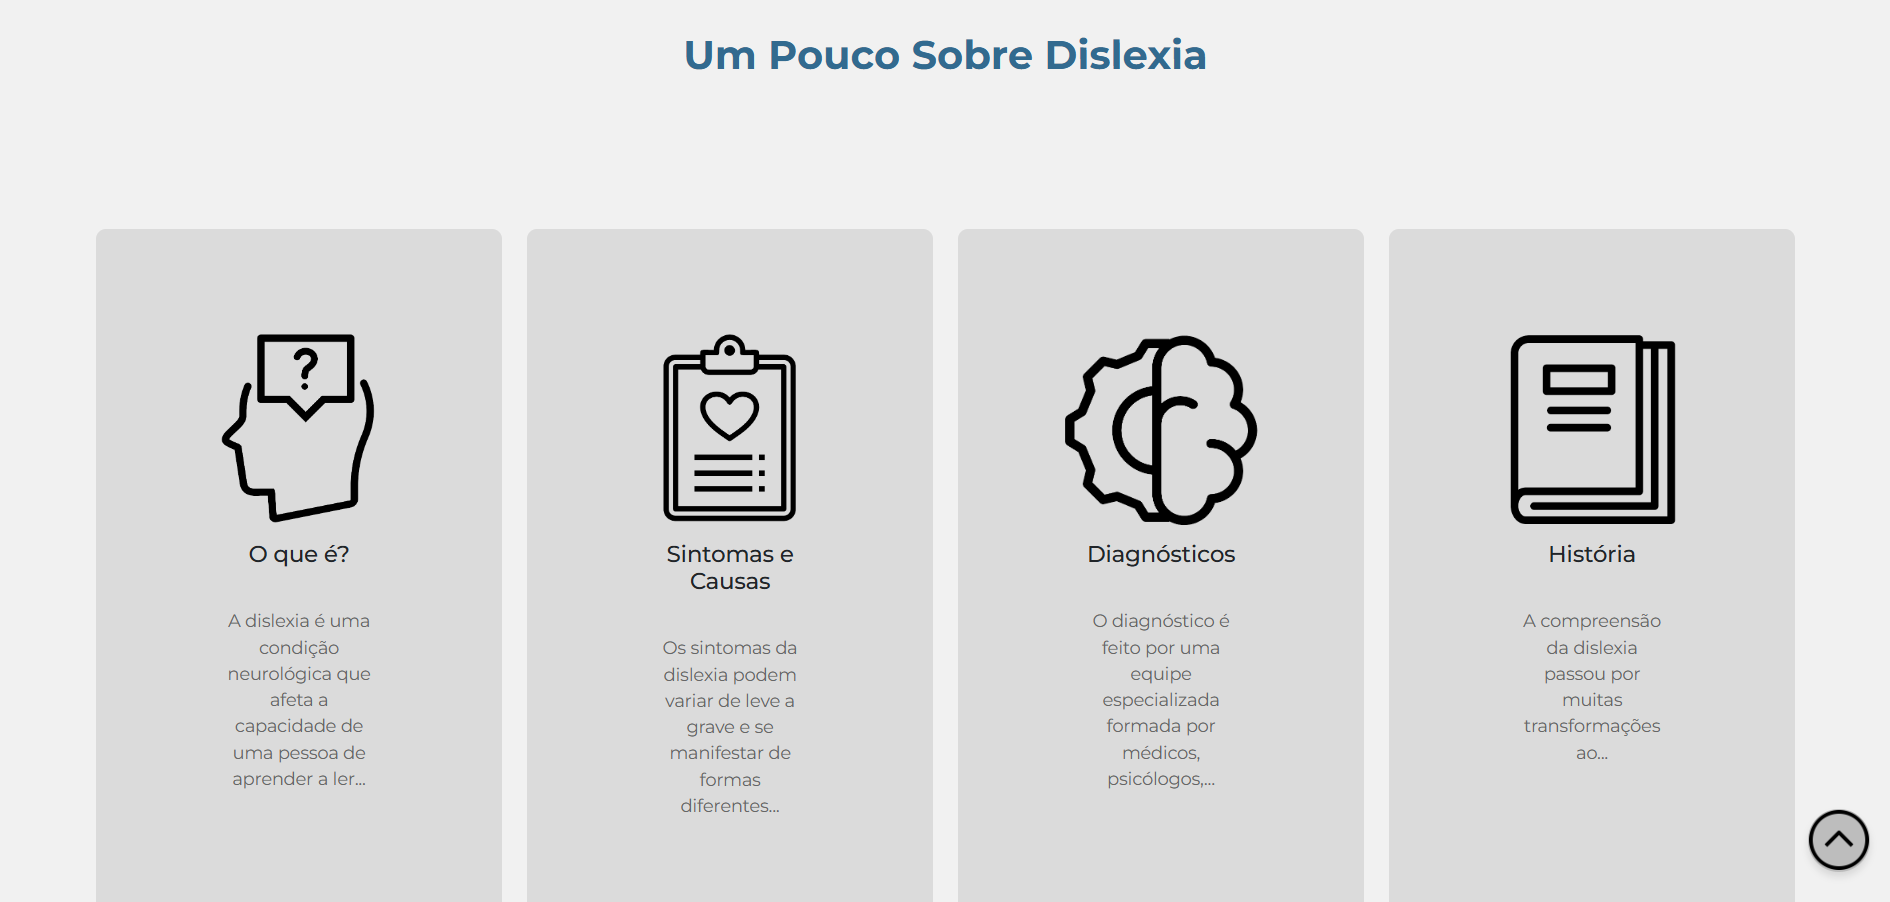 Um Pouco Sobre Dislexia
?
O que é?
A dislexia é uma
condição
neurológica que
afeta a
capacidade de
uma pessoa de
aprender a ler...
Sintomas e
Causas
Os sintomas da
dislexia podem
variar de leve a
grave e se
manifestar de
formas
diferentes...
Diagnósticos
O diagnóstico é
feito por uma
equipe
especializada
formada por
médicos,
psicólogos,...
História
A compreensão
da dislexia
passou por
muitas
transformações
ao...